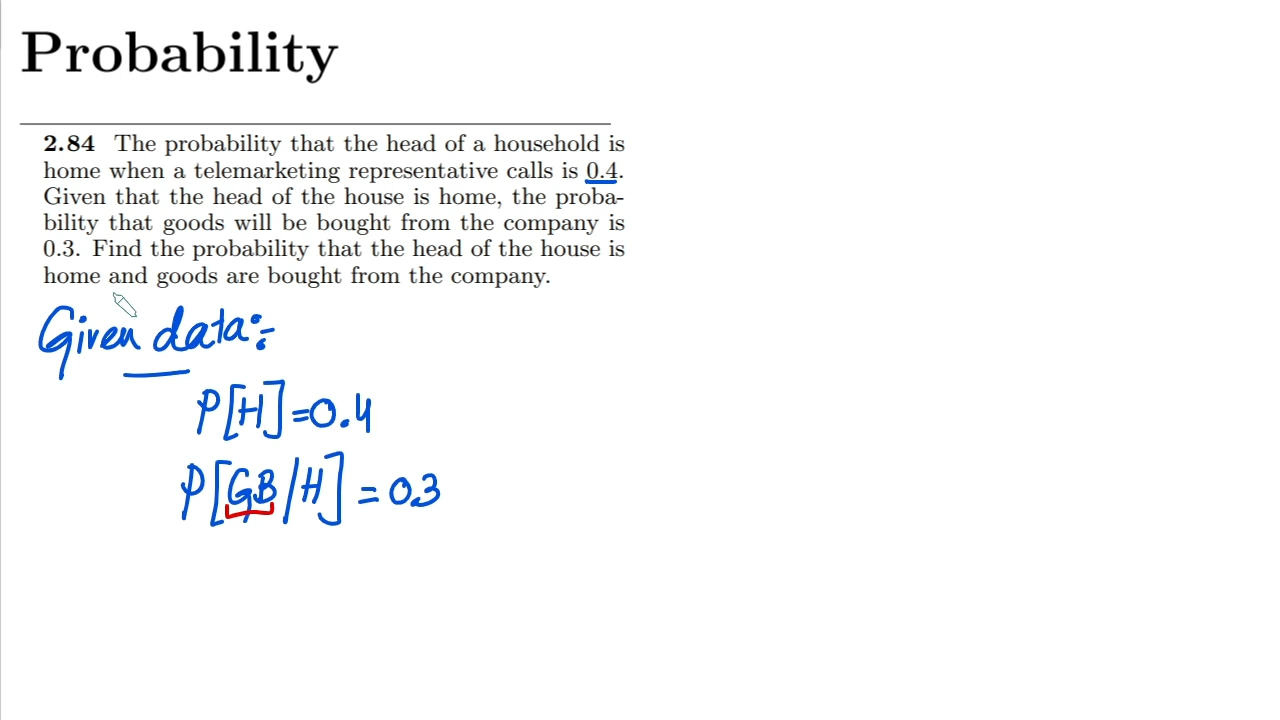 Probability
2.84 The probability that the head of a household is
home when a telemarketing representative calls is 0.4.
Given that the head of the house is home, the proba-
bility that goods will be bought from the company is
0.3. Find the probability that the head of the house is
home and goods are bought from the company.
Given data:-
P[H]=0.4
P[GB/H] = 0.3